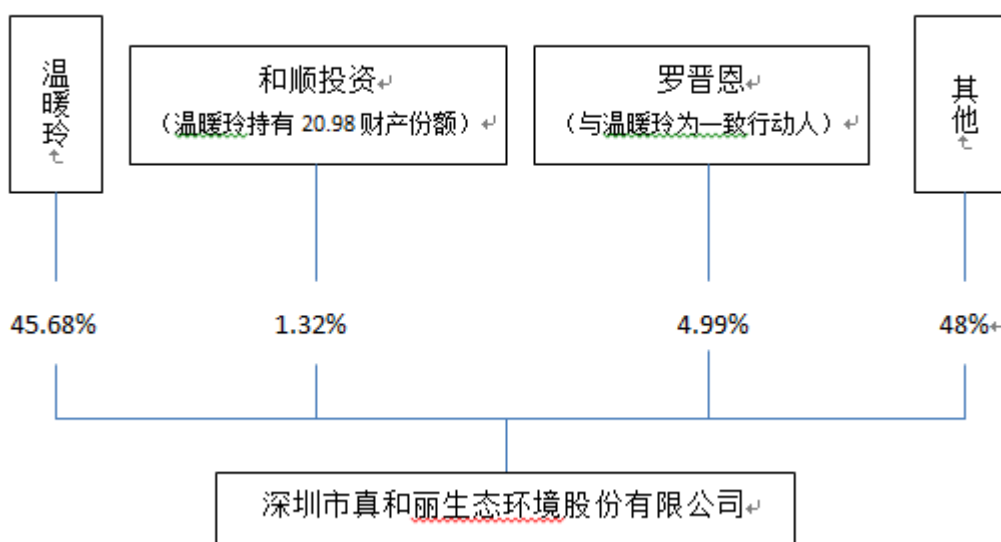 温暖玲
和顺投资
（温暖玲持有 20.98 财产份额）
罗晋恩
（与温暖玲为一致行动人）
其他
45.68%
1.32%
4.99%
48%
深圳市真和丽生态环境股份有限公司